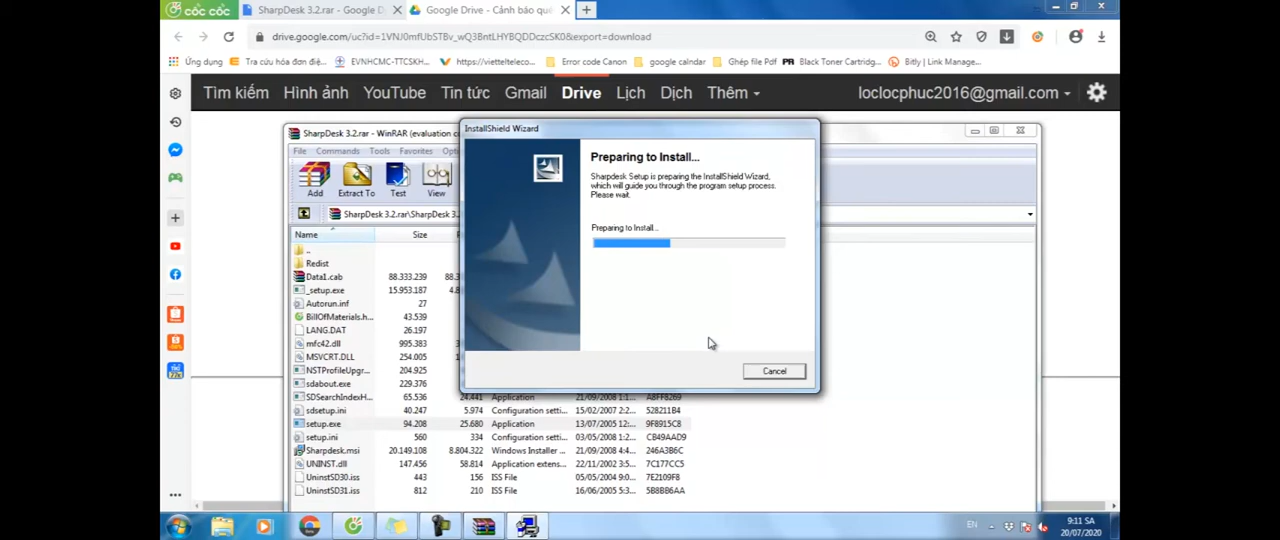 cốc cốc
SharpDesk 3.2.rar - Google D
Google Drive - Cảnh báo qué
drive.google.com/uc?id=1VNJ0mfUbSTBv_wQ3BntLHYBQDDczcSK0&export=download
Ứng dụng
Tra cứu hóa đơn điệ...
EVNHCMC-TTCSKH...
https://viettelteleco...
Error code Canon
google calndar
Ghép file Pdf
PR Black Toner Cartridg...
Bitly | Link Manage...
Tìm kiếm Hình ảnh YouTube Tin tức Gmail Drive Lịch Dịch Thêm
loclocphuc2016@gmail.com
SharpDesk 3.2.rar - WinRAR (evaluation c
File Commands Tools Favorites Opti
Add Extract To Test View
SharpDesk 3.2.rar\SharpDesk 3.
InstallShield Wizard
Preparing to Install...
Sharpdesk Setup is preparing the InstallShield Wizard,
which will guide you through the program setup process.
Please wait.
Preparing to Install...
Cancel
Name Size
..
Redist
Data1.cab 88.333.239 88.3
_setup.exe 15.953.187 4.8
Autorun.inf 27
BillOfMaterials.h... 43.539
LANG.DAT 26.197
mfc42.dll 995.383
MSVCRT.DLL 254.005
NSTProfileUpgr... 204.925
sdabout.exe 229.376
SDSearchIndexH... 65.536 24.441 Application 21/09/2008 1:1... A8FF8269
sdsetup.ini 40.247 5.974 Configuration setti... 15/02/2007 2:2... 528211B4
setup.exe 94.208 25.680 Application 13/07/2005 12:... 9F8915C8
setup.ini 560 334 Configuration setti... 03/05/2008 1:... CB49AAD9
Sharpdesk.msi 20.149.108 8.804.322 Windows Installer ... 21/09/2008 4:4... 246A3B6C
UNINST.dll 147.456 58.814 Application extens... 22/11/2002 3:5... 7C177CC5
UninstSD30.iss 443 156 ISS File 05/05/2004 9:... 7E2109F8
UninstSD31.iss 812 210 ISS File 16/06/2005 5:3... 5B8BB6AA
EN
9:11 SA
20/07/2020